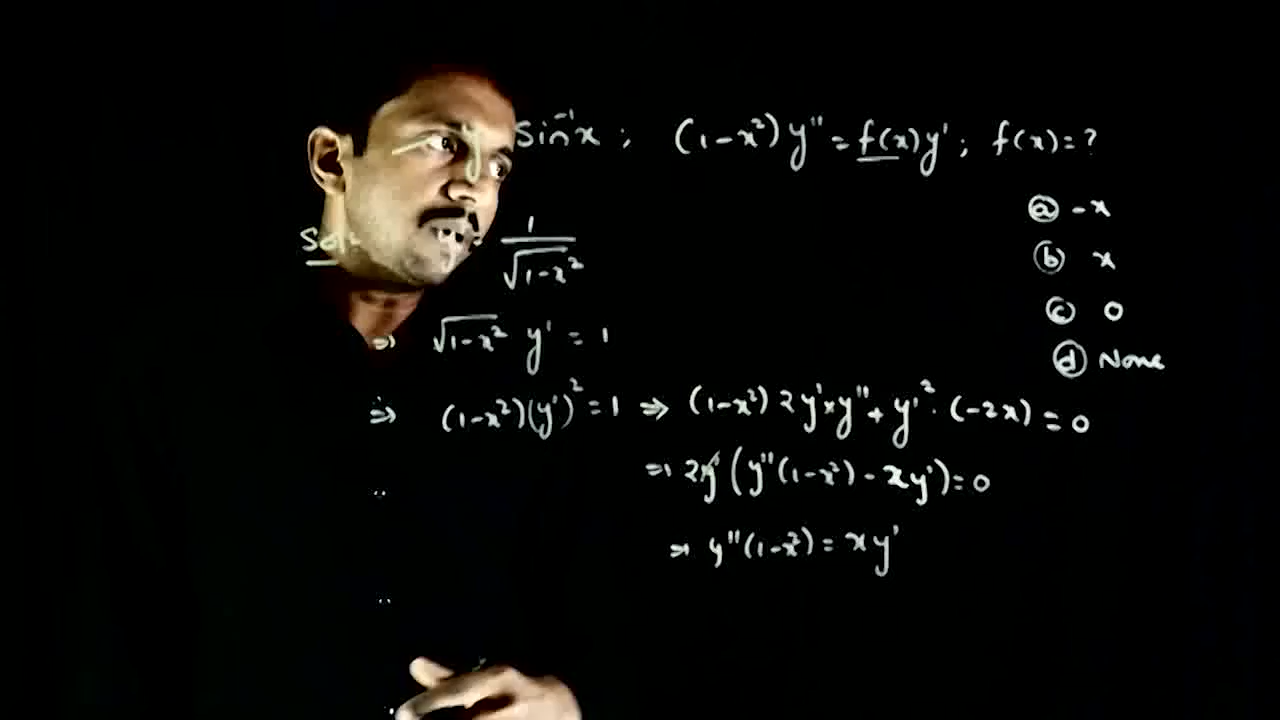 y Sin⁻¹x ; (1-x²) y'' = f(x) y' ; f(x) = ?
ⓐ -x
ⓑ x
ⓒ 0
ⓓ None
Sol: 1/√(1-x²)
⇒ √(1-x²) y' = 1
⇒ (1-x²)(y')² = 1 ⇒ (1-x²) 2y'×y'' + y'² · (-2x) = 0
⇒ 2y' (y''(1-x²) - xy') = 0
⇒ y''(1-x²) = xy'